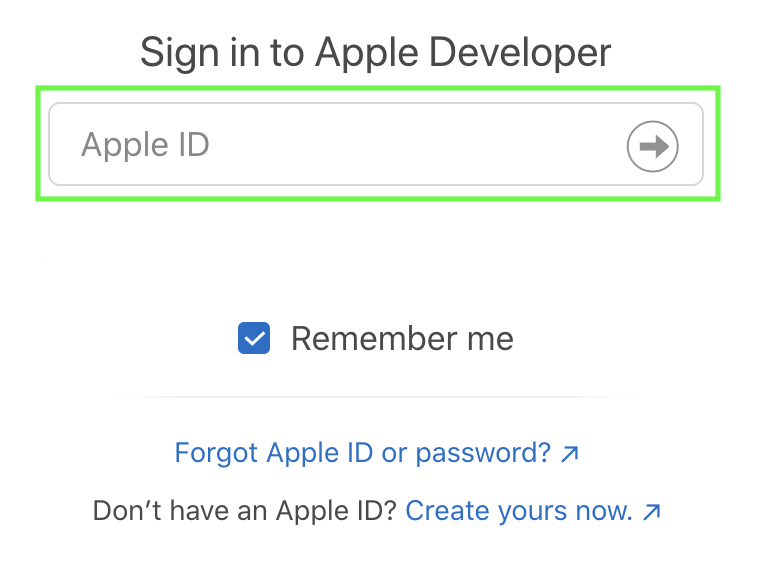 Sign in to Apple Developer
Apple ID
Remember me
Forgot Apple ID or password? ↗
Don’t have an Apple ID? Create yours now. ↗